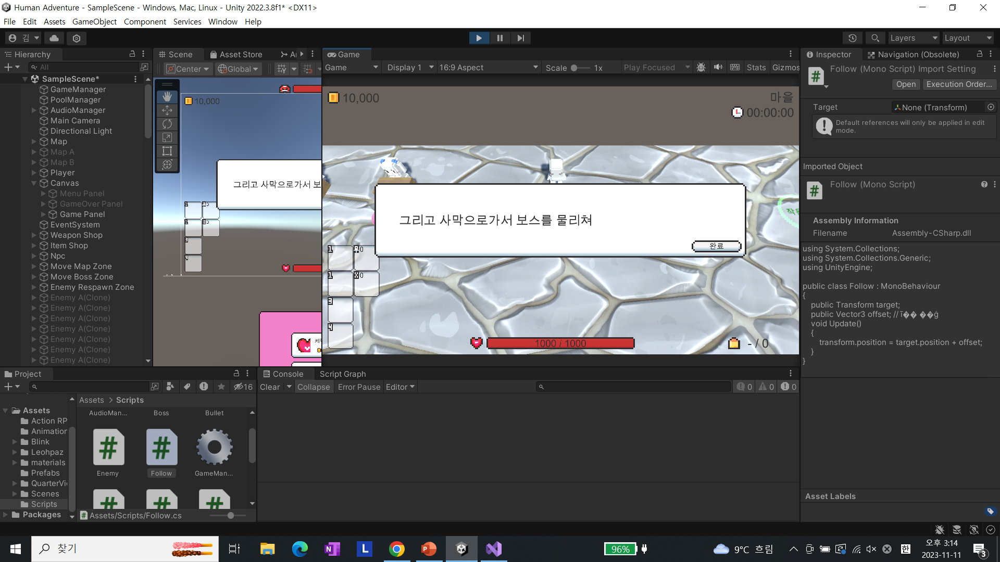 Human Adventure - SampleScene - Windows, Mac, Linux - Unity 2022.3.8f1* <DX11>
File Edit Assets GameObject Component Services Window Help
김
Layers
Layout
Hierarchy
All
SampleScene*
GameManager
PoolManager
AudioManager
Main Camera
Directional Light
Map
Map A
Map B
Player
Canvas
Menu Panel
GameOver Panel
Game Panel
EventSystem
Weapon Shop
Item Shop
Npc
Move Map Zone
Move Boss Zone
Enemy Respawn Zone
Enemy A(Clone)
Enemy A(Clone)
Enemy A(Clone)
Enemy A(Clone)
Enemy A(Clone)
Enemy A(Clone)
Enemy A(Clone)
Scene
Asset Store
Center
Global
10,000
그리고 사막으로가서 보
Game
Game
Display 1
16:9 Aspect
Scale
1x
Play Focused
Stats
Gizmos
10,000
마을
00:00:00
그리고 사막으로가서 보스를 물리쳐
완료
1 0
1 0
3
4
1000 / 1000
- / 0
Inspector
Navigation (Obsolete)
Follow (Mono Script) Import Setting
Open
Execution Order...
Target
None (Transform)
Default references will only be applied in edit
mode.
Imported Object
Follow (Mono Script)
Assembly Information
Filename
Assembly-CSharp.dll
using System.Collections;
using System.Collections.Generic;
using UnityEngine;
public class Follow : MonoBehaviour
{
public Transform target;
public Vector3 offset; // ī�� ��ġ
void Update()
{
transform.position = target.position + offset;
}
}
Asset Labels
Project
16
Assets
Action RP
Animation
Blink
Leohpaz
materials
Prefabs
QuarterVi
Scenes
Scripts
Packages
Assets > Scripts
AudioMan...
Boss
Bullet
Enemy
Follow
GameMan...
Assets/Scripts/Follow.cs
Console
Script Graph
Clear
Collapse
Error Pause
Editor
0
0
0
찾기
96%
9°C 흐림
한
오후 3:14
2023-11-11
3